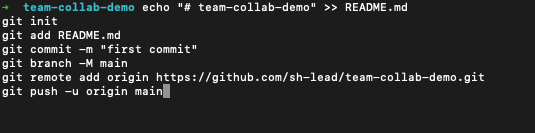 ➜ team-collab-demo echo "# team-collab-demo" >> README.md
git init
git add README.md
git commit -m "first commit"
git branch -M main
git remote add origin https://github.com/sh-lead/team-collab-demo.git
git push -u origin main